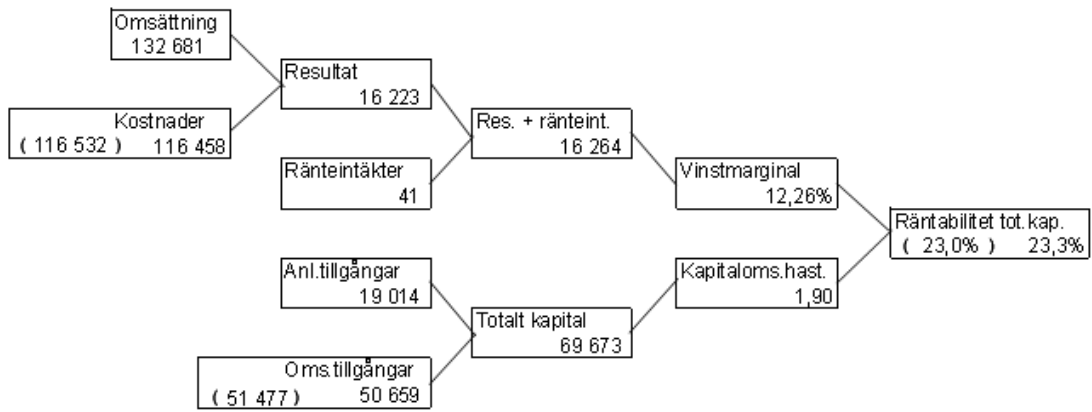 Omsättning
132 681
Kostnader
( 116 532 ) 116 458
Resultat
16 223
Ränteintäkter
41
Res. + ränteint.
16 264
Anl.tillgångar
19 014
Oms.tillgångar
( 51 477 ) 50 659
Totalt kapital
69 673
Vinstmarginal
12,26%
Kapitaloms.hast.
1,90
Räntabilitet tot.kap.
( 23,0% ) 23,3%